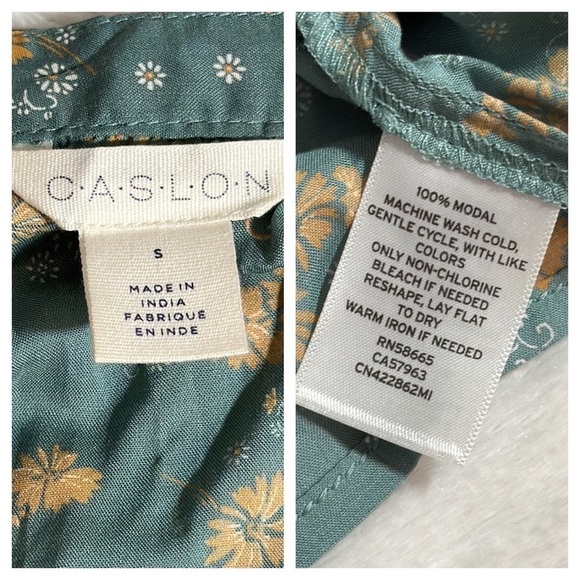 C·A·S·L·O·N
S
MADE IN
INDIA
FABRIQUÉ
EN INDE
100% MODAL
MACHINE WASH COLD,
GENTLE CYCLE, WITH LIKE
COLORS
ONLY NON-CHLORINE
BLEACH IF NEEDED
RESHAPE, LAY FLAT
TO DRY
WARM IRON IF NEEDED
RN58665
CA57963
CN422862MI